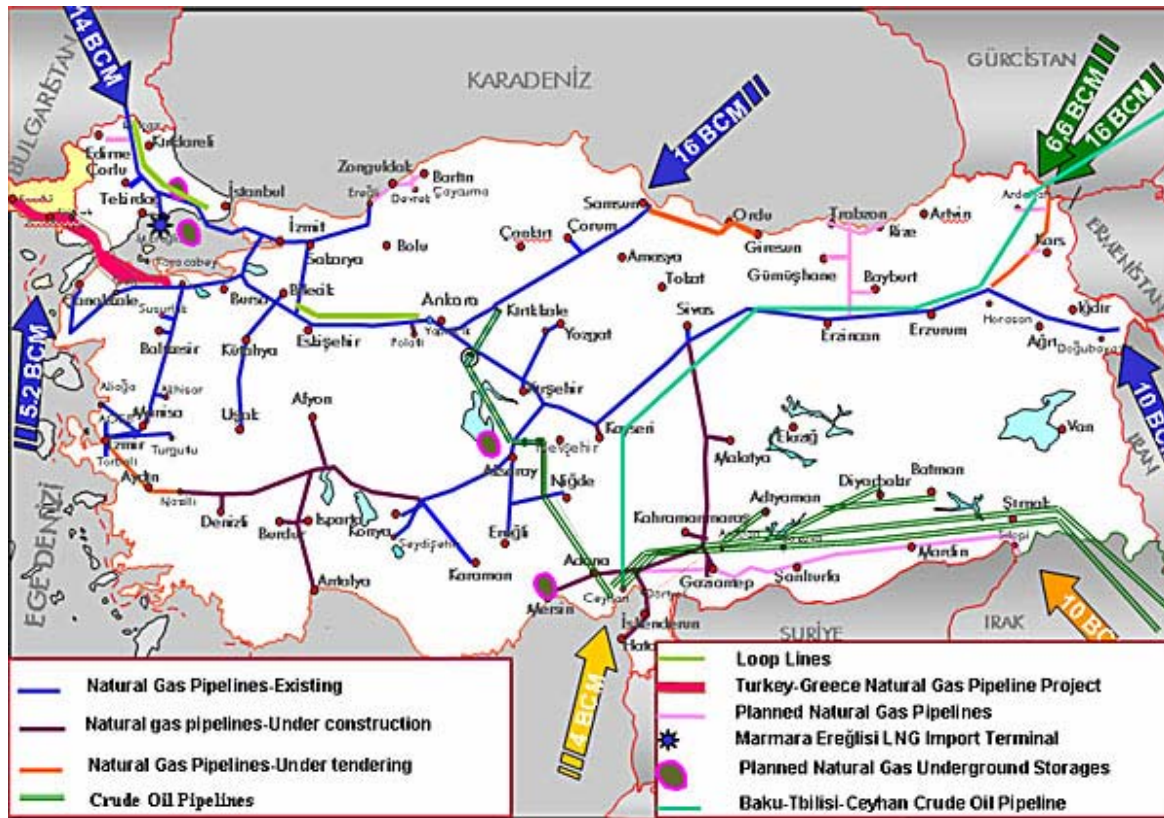 14 BCM
BULGARİSTAN
KARADENİZ
GÜRCİSTAN
6,6 BCM
16 BCM
16 BCM
Kırklareli
Edirne
Çorlu
Tekirdağ
İstanbul
Zonguldak
Bartın
Ereğli
Devrek
Çaycuma
Samsun
Ordu
Giresun
Trabzon
Rize
Artvin
Kars
ERMENİSTAN
İzmit
Sakarya
Bolu
Çankırı
Çorum
Amasya
Tokat
Gümüşhane
Bayburt
Karacabey
Çanakkale
Susurluk
Bursa
Bilecik
Ankara
Kırıkkale
Yozgat
Sivas
Erzincan
Erzurum
Horasan
Iğdır
Ağrı
Doğubayazıt
Eskişehir
Polatlı
Balıkesir
Kütahya
15.2 BCM
10 BCM
Aliağa
Akhisar
Manisa
İzmir
Turgutlu
Torbalı
Uşak
Afyon
Kırşehir
Kayseri
Nevşehir
Aksaray
Niğde
Elazığ
Malatya
Van
İRAN
Aydın
Nazilli
Denizli
Burdur
Isparta
Konya
Seydişehir
Ereğli
Karaman
Kahramanmaraş
Adıyaman
Diyarbakır
Batman
Şırnak
Silopi
Mardin
Şanlıurfa
Gaziantep
Antalya
Adana
Mersin
Ceyhan
İskenderun
EGE DENİZİ
SURİYE
IRAK
4 BCM
Natural Gas Pipelines-Existing
Natural gas pipelines-Under construction
Natural Gas Pipelines-Under tendering
Crude Oil Pipelines
Loop Lines
Turkey-Greece Natural Gas Pipeline Project
Planned Natural Gas Pipelines
Marmara Ereğlisi LNG Import Terminal
Planned Natural Gas Underground Storages
Baku-Tbilisi-Ceyhan Crude Oil Pipeline